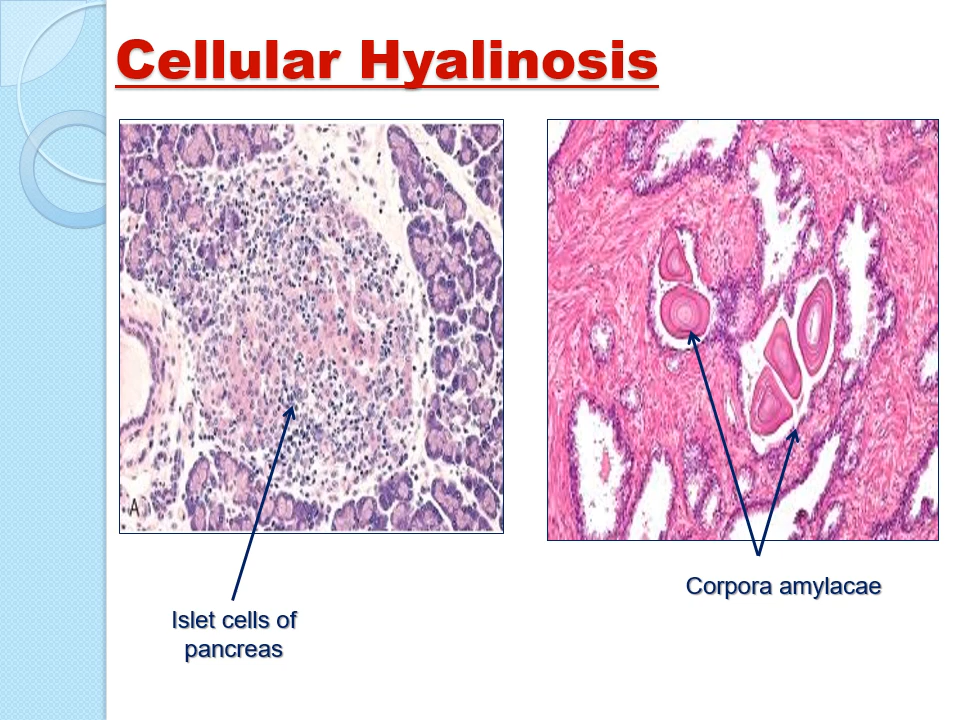 Cellular Hyalinosis
A
Islet cells of
pancreas
Corpora amylacae